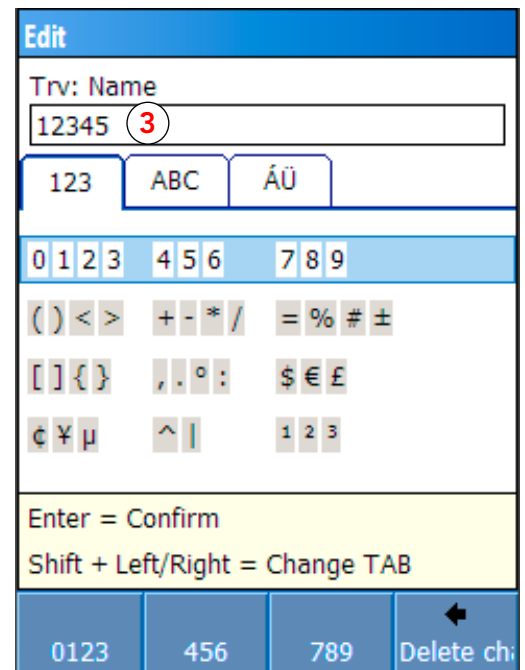 Edit
Trv: Name
12345 3
123 ABC ÁÜ
0 1 2 3 4 5 6 7 8 9
( ) < > + - * / = % # ±
[ ] { } , . º : $ € £
¢ ¥ µ ^ | ¹ ² ³
Enter = Confirm
Shift + Left/Right = Change TAB
0123 456 789 Delete cha